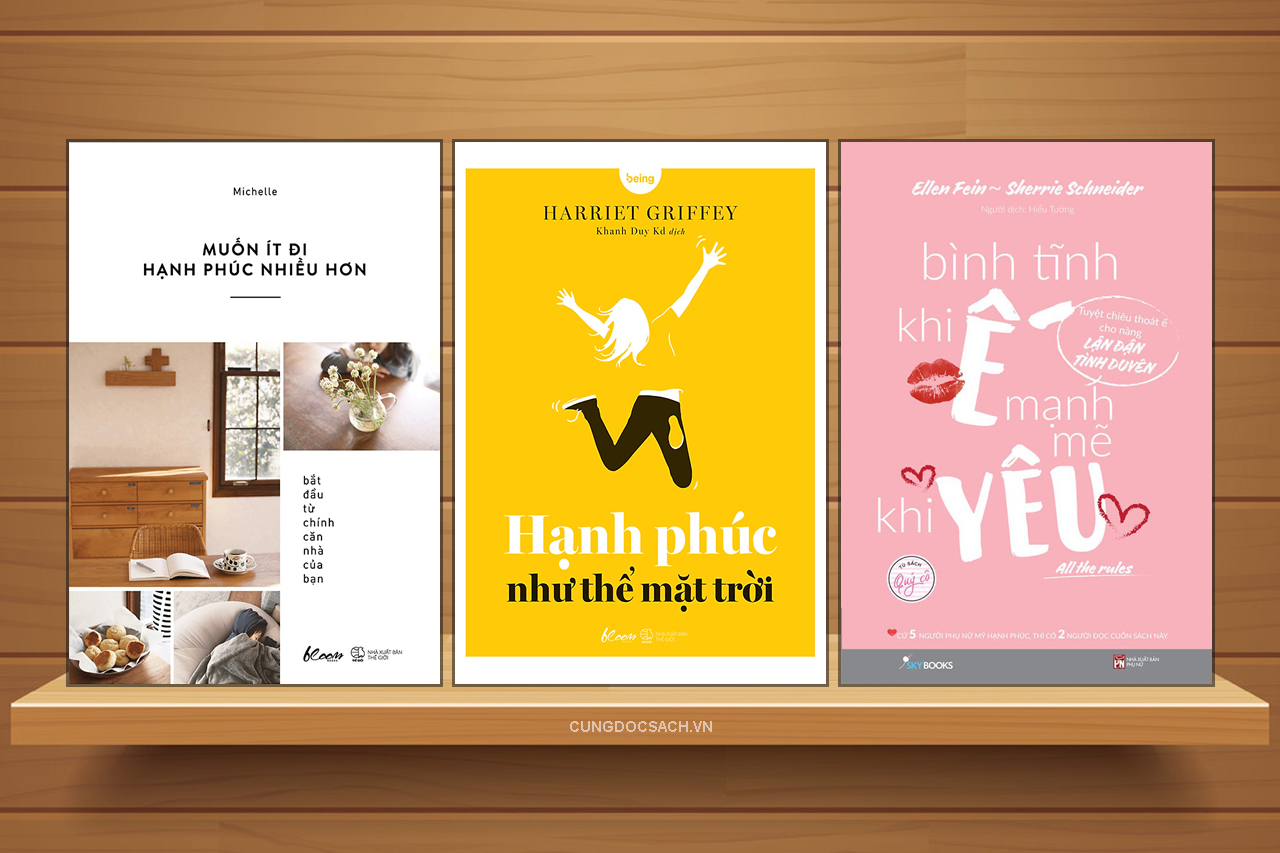 Michelle
MUỐN ÍT ĐI
HẠNH PHÚC NHIỀU HƠN
bắt
đầu
từ
chính
căn
nhà
của
bạn
bloom
BOOKS
NHÀ XUẤT BẢN
THẾ GIỚI
being
HARRIET GRIFFEY
Khanh Duy Kd dịch
Hạnh phúc
như thể mặt trời
bloom
NHÀ XUẤT BẢN
THẾ GIỚI
Ellen Fein ~ Sherrie Schneider
Người dịch: Hiếu Tường
bình tĩnh
khi Ế
Tuyệt chiêu thoát ế
cho nàng
LẬN ĐẬN
TÌNH DUYÊN
mạnh
mẽ
khi YÊU
All the rules
TỦ SÁCH
Quý cô
CỨ 5 NGƯỜI PHỤ NỮ MỸ HẠNH PHÚC, THÌ CÓ 2 NGƯỜI ĐỌC CUỐN SÁCH NÀY.
SKYBOOKS
PN
NHÀ XUẤT BẢN
PHỤ NỮ
CUNGDOCSACH.VN